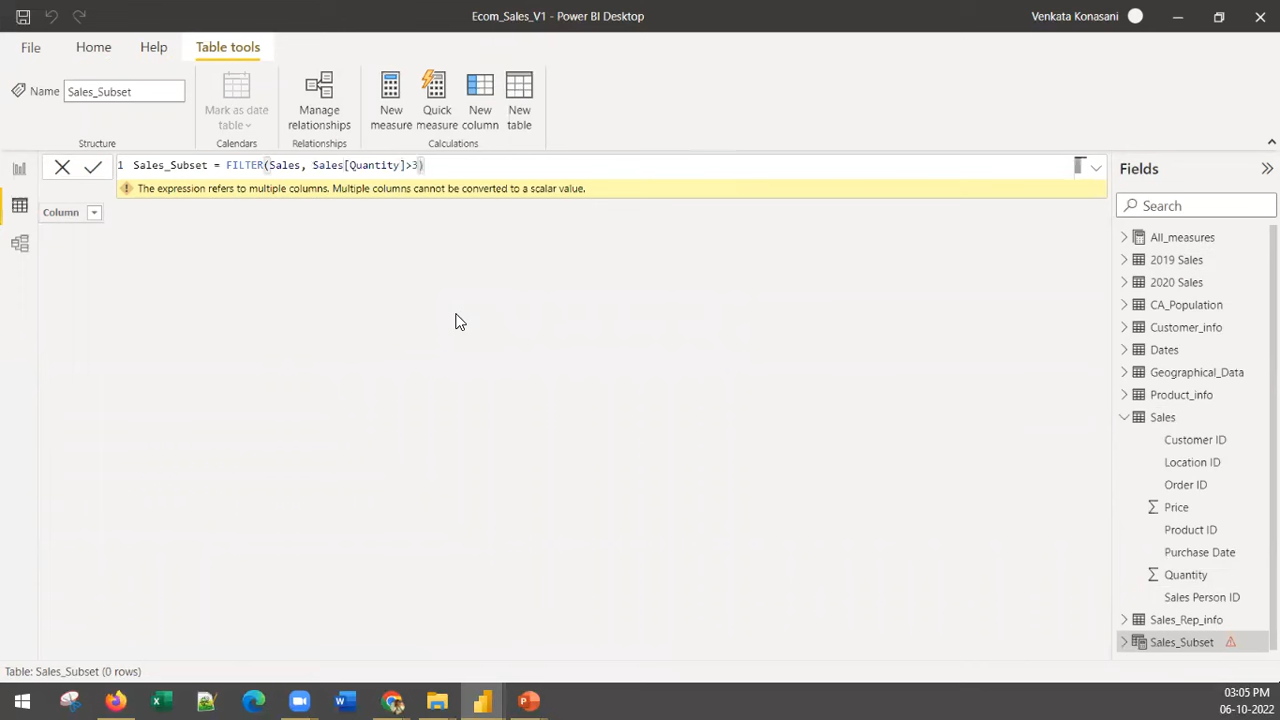 Ecom_Sales_V1 - Power BI Desktop
Venkata Konasani
File
Home
Help
Table tools
Name
Sales_Subset
Mark as date
table
Manage
relationships
New
measure
Quick
measure
New
column
New
table
Structure
Calendars
Relationships
Calculations
1 Sales_Subset = FILTER(Sales, Sales[Quantity]>3)
The expression refers to multiple columns. Multiple columns cannot be converted to a scalar value.
Column
Fields
Search
All_measures
2019 Sales
2020 Sales
CA_Population
Customer_info
Dates
Geographical_Data
Product_info
Sales
Customer ID
Location ID
Order ID
Price
Product ID
Purchase Date
Quantity
Sales Person ID
Sales_Rep_info
Sales_Subset
Table: Sales_Subset (0 rows)
03:05 PM
06-10-2022